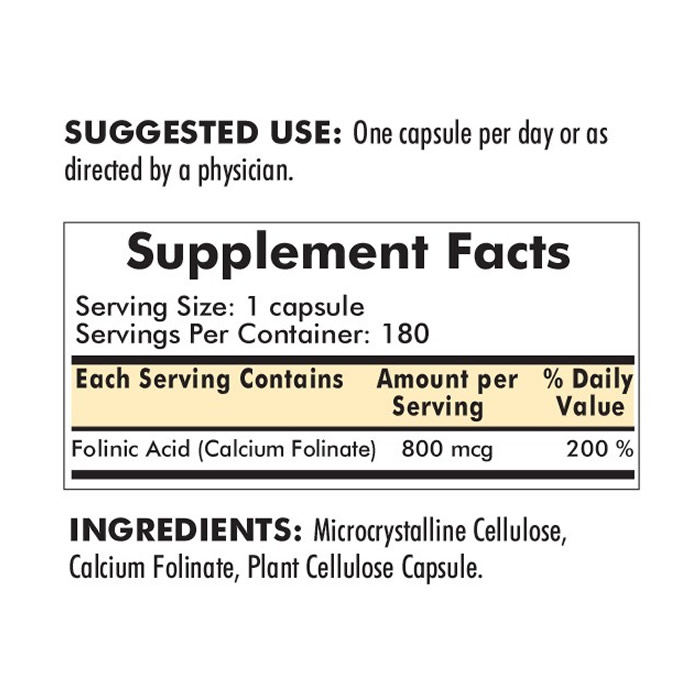 SUGGESTED USE: One capsule per day or as
directed by a physician.
Supplement Facts
Serving Size: 1 capsule
Servings Per Container: 180
Each Serving Contains Amount per % Daily
Serving Value
Folinic Acid (Calcium Folinate) 800 mcg 200 %
INGREDIENTS: Microcrystalline Cellulose,
Calcium Folinate, Plant Cellulose Capsule.